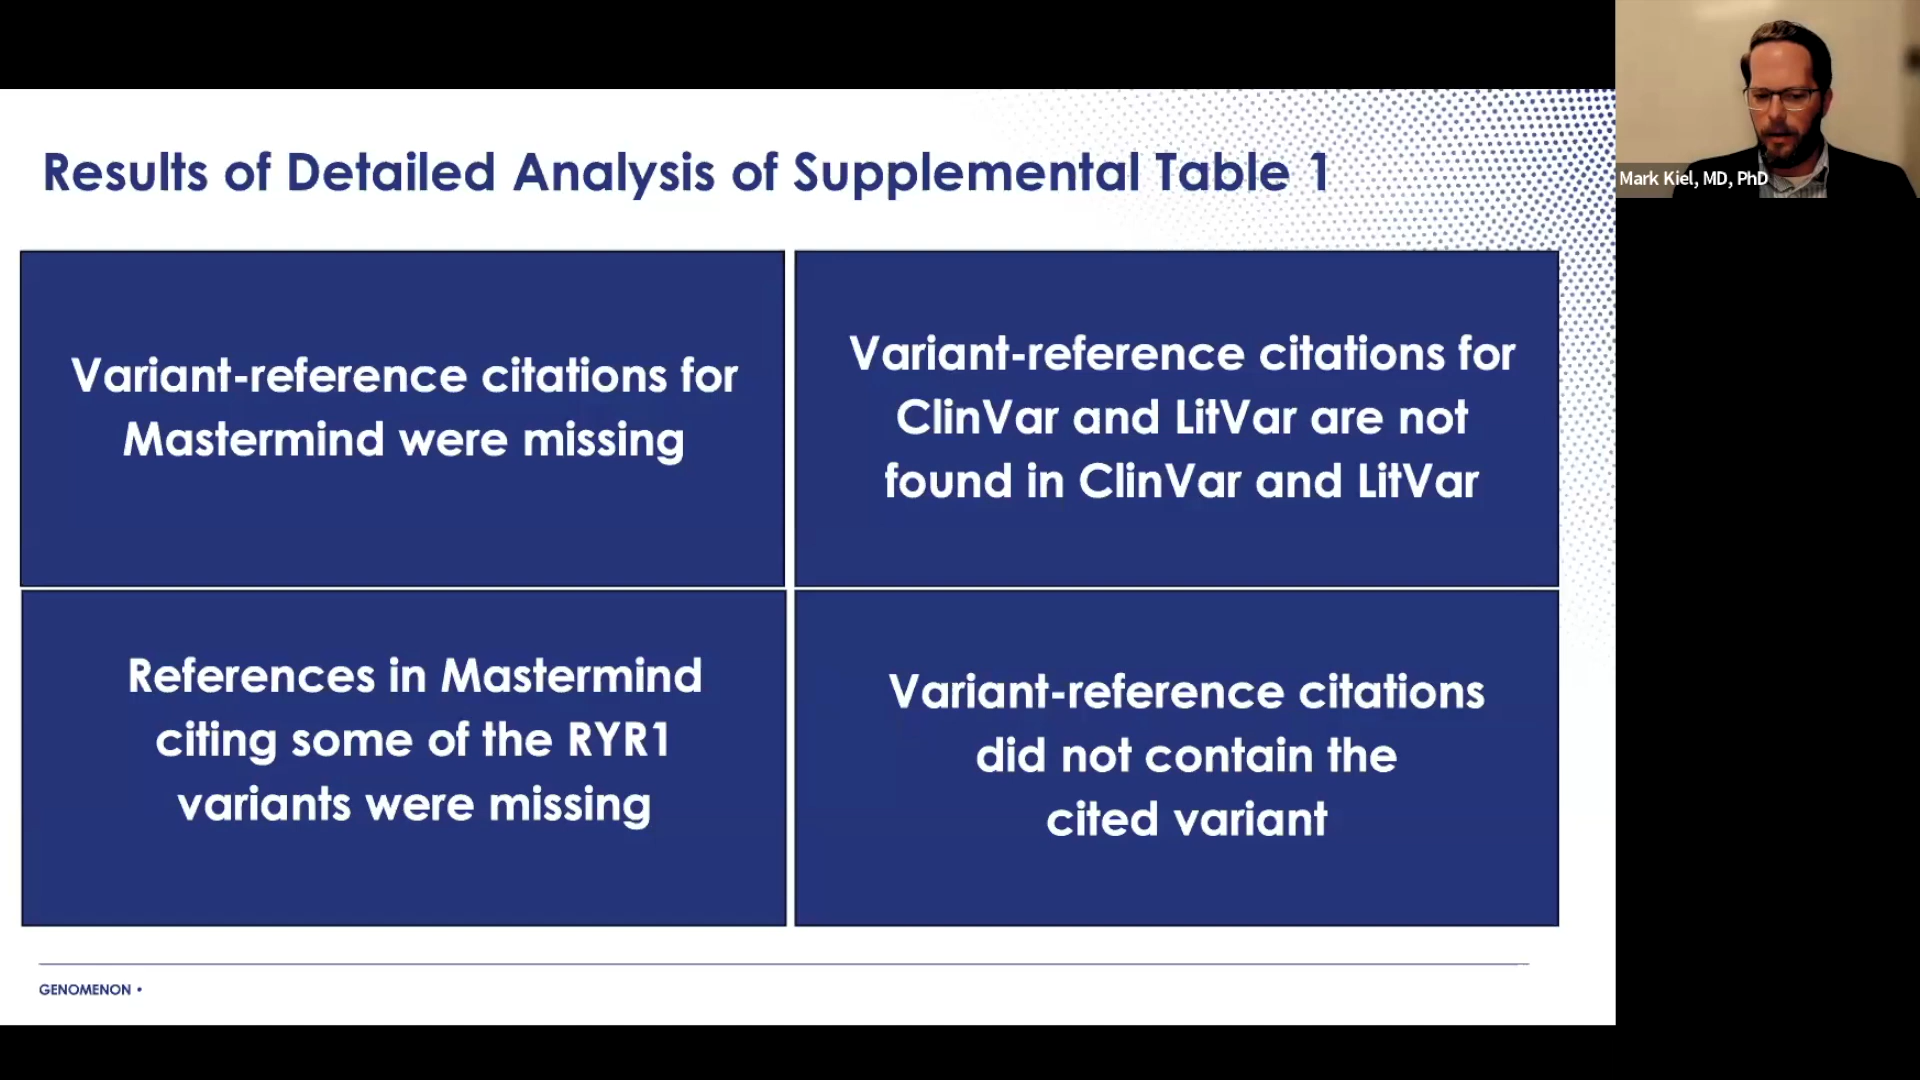 Results of Detailed Analysis of Supplemental Table 1
Mark Kiel, MD, PhD
Variant-reference citations for
Mastermind were missing
Variant-reference citations for
ClinVar and LitVar are not
found in ClinVar and LitVar
References in Mastermind
citing some of the RYR1
variants were missing
Variant-reference citations
did not contain the
cited variant
GENOMENON •